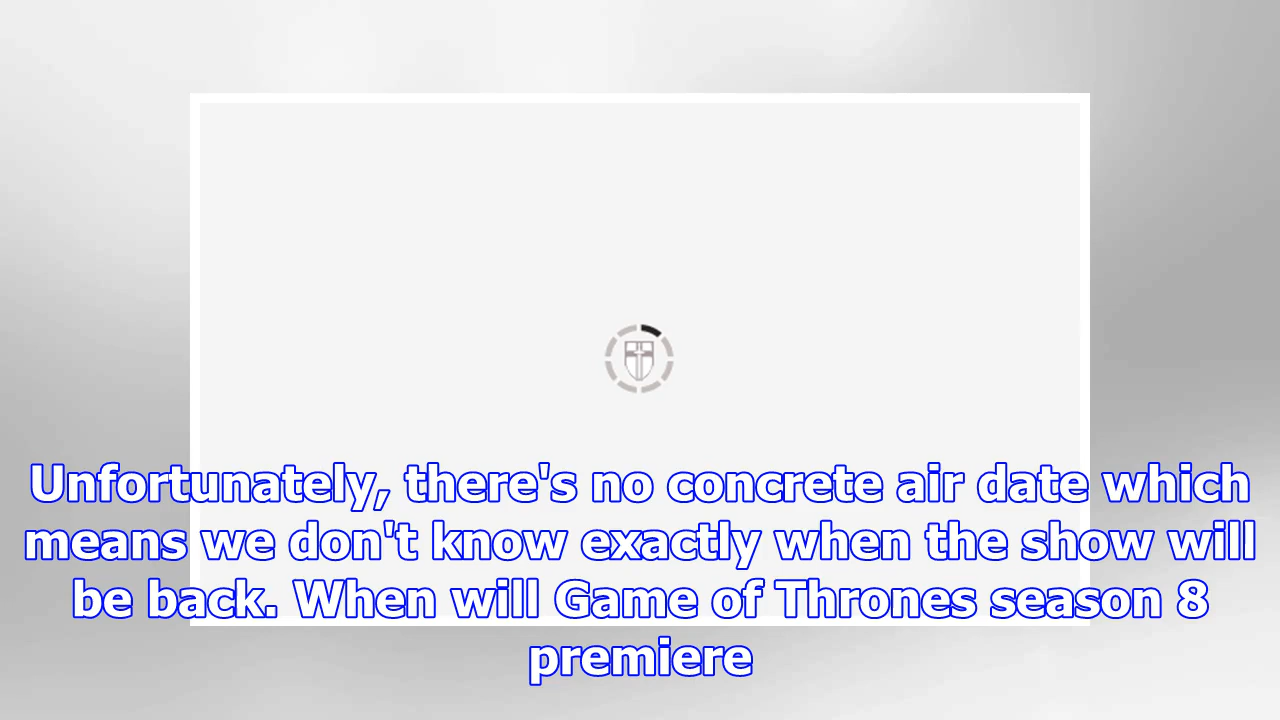 Unfortunately, there's no concrete air date which
means we don't know exactly when the show will
be back. When will Game of Thrones season 8
premiere